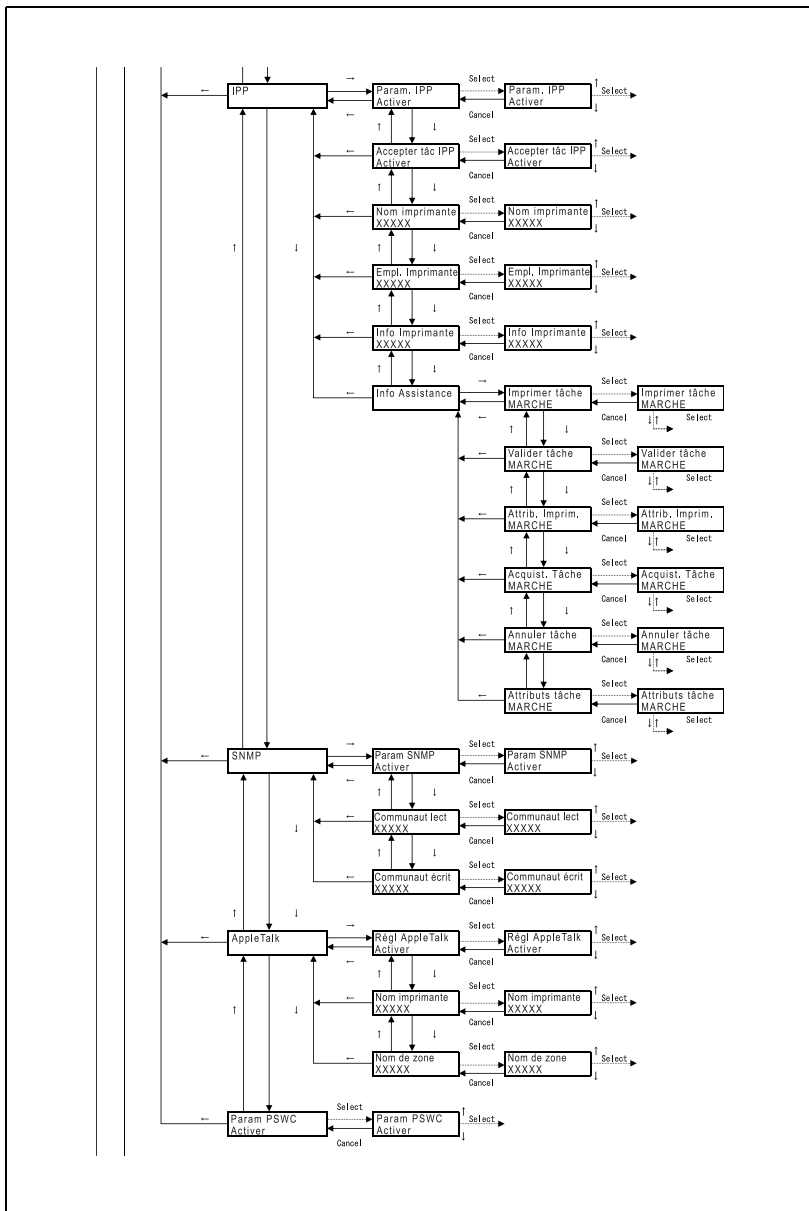 → Select
IPP Param. IPP Param. IPP ↑ Select
← Activer Activer
← Cancel ↓
↑ ↓
Accepter tâc IPP Select Accepter tâc IPP ↑ Select
← Activer Cancel Activer ↓
↑ ↓
Nom imprimante Select Nom imprimante ↑ Select
← XXXXX Cancel XXXXX ↓
↑ ↓ ↑ ↓
Empl. Imprimante Select Empl. Imprimante ↑ Select
← XXXXX Cancel XXXXX ↓
↑ ↓
Info Imprimante Select Info Imprimante ↑ Select
← XXXXX Cancel XXXXX ↓
↑ ↓
← Info Assistance → Imprimer tâche Select Imprimer tâche
← MARCHE Cancel MARCHE
↑ ↓ ↓↑ Select
Valider tâche Select Valider tâche
← MARCHE Cancel MARCHE
↑ ↓ ↓↑ Select
Attrib. Imprim. Select Attrib. Imprim.
← MARCHE Cancel MARCHE
↑ ↓ ↓↑ Select
Acquist. Tâche Select Acquist. Tâche
← MARCHE Cancel MARCHE
↑ ↓ ↓↑ Select
Annuler tâche Select Annuler tâche
← MARCHE Cancel MARCHE
↓↑ Select
Attributs tâche Select Attributs tâche
← MARCHE Cancel MARCHE
↓↑ Select
→ Select
SNMP Param SNMP Param SNMP ↑ Select
← Activer Activer
← Cancel ↓
↑ ↓
Communaut lect Select Communaut lect ↑ Select
← XXXXX Cancel XXXXX ↓
↓ ↑ ↓
Communaut écrit Select Communaut écrit ↑ Select
← XXXXX Cancel XXXXX ↓
↑ ↓
→ Select
AppleTalk Régl AppleTalk Régl AppleTalk ↑ Select
← Activer Activer
← Cancel ↓
↑ ↓
Nom imprimante Select Nom imprimante ↑ Select
← XXXXX Cancel XXXXX ↓
↑ ↓ ↑ ↓
Nom de zone Select Nom de zone ↑ Select
← XXXXX Cancel XXXXX ↓
Param PSWC Select Param PSWC ↑ Select
← Activer Cancel Activer ↓